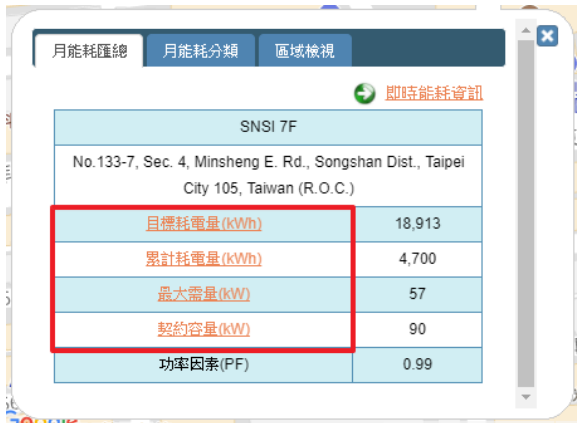 月能耗匯總 月能耗分類 區域檢視
即時能耗資訊
SNSI 7F
No.133-7, Sec. 4, Minsheng E. Rd., Songshan Dist., Taipei
City 105, Taiwan (R.O.C.)
目標耗電量(kWh) 18,913
累計耗電量(kWh) 4,700
最大需量(kW) 57
契約容量(kW) 90
功率因素(PF) 0.99